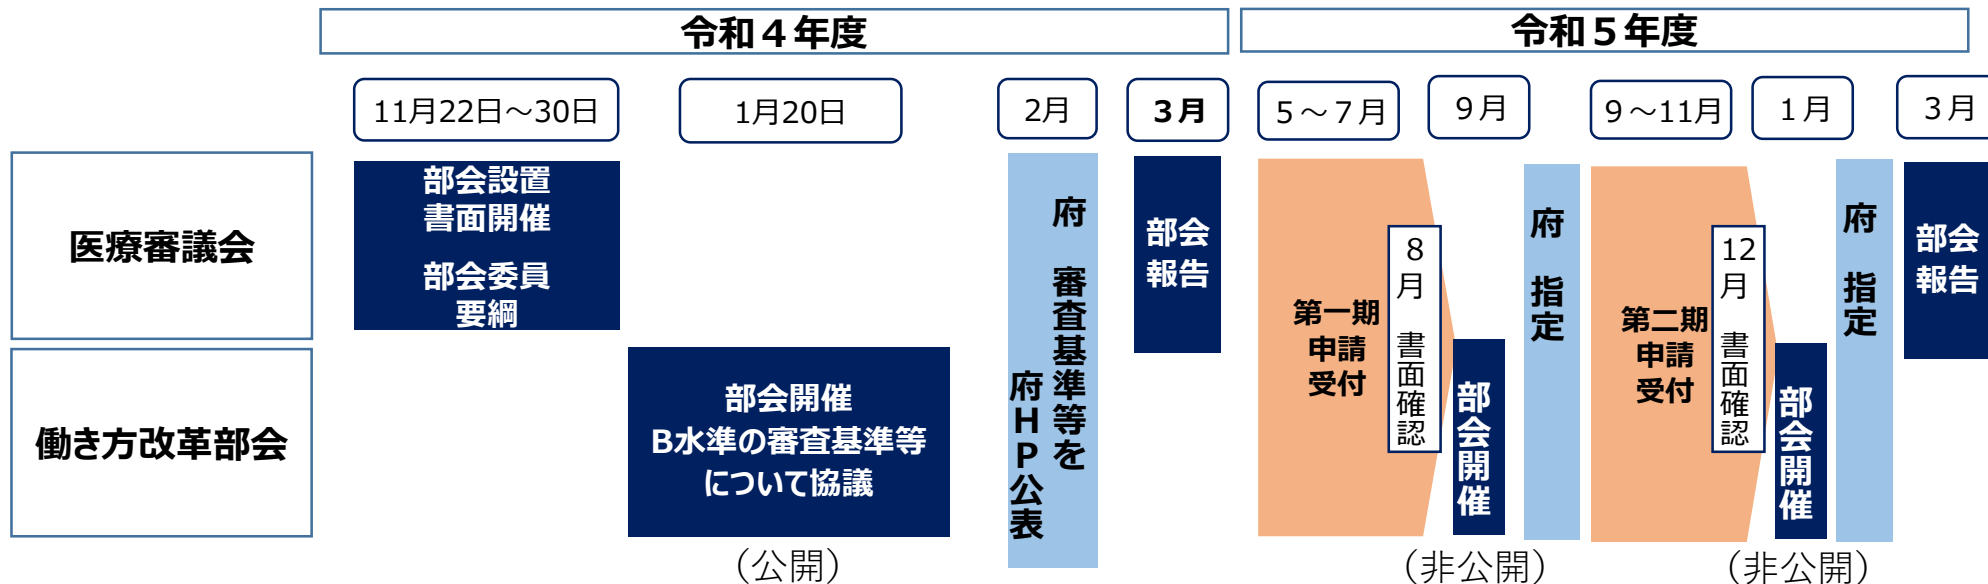 令和４年度
令和５年度
11月22日～30日
1月20日
2月
３月
５～７月
９月
９～11月
１月
３月
医療審議会
部会設置
書面開催
部会委員
要綱
府　審査基準等を
府ＨＰ公表
部会
報告
第一期
申請
受付
8月　書面確認
府　指定
第二期
申請
受付
12月　書面確認
府　指定
部会
報告
働き方改革部会
部会開催
B水準の審査基準等
について協議
部会開催
部会開催
（公開）
（非公開）
（非公開）